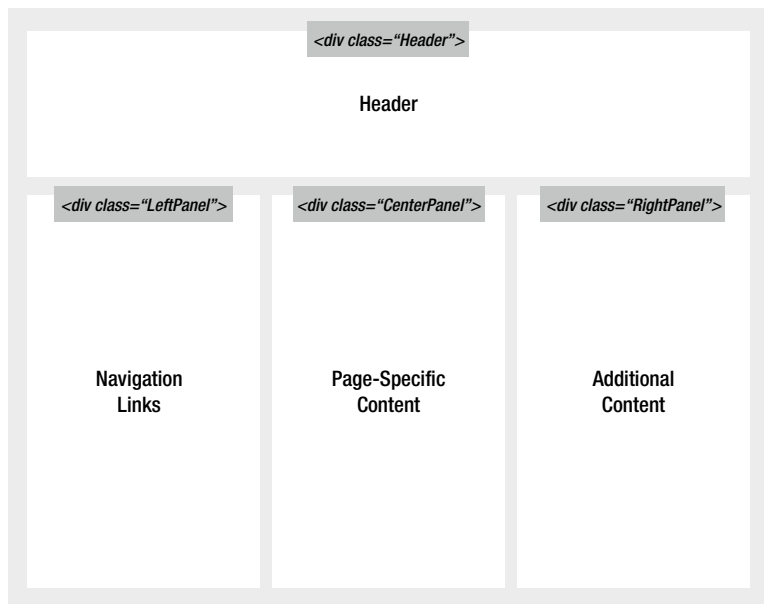 <div class=“Header”>
Header
<div class=“LeftPanel”>
<div class=“CenterPanel”>
<div class=“RightPanel”>
Navigation
Links
Page-Specific
Content
Additional
Content